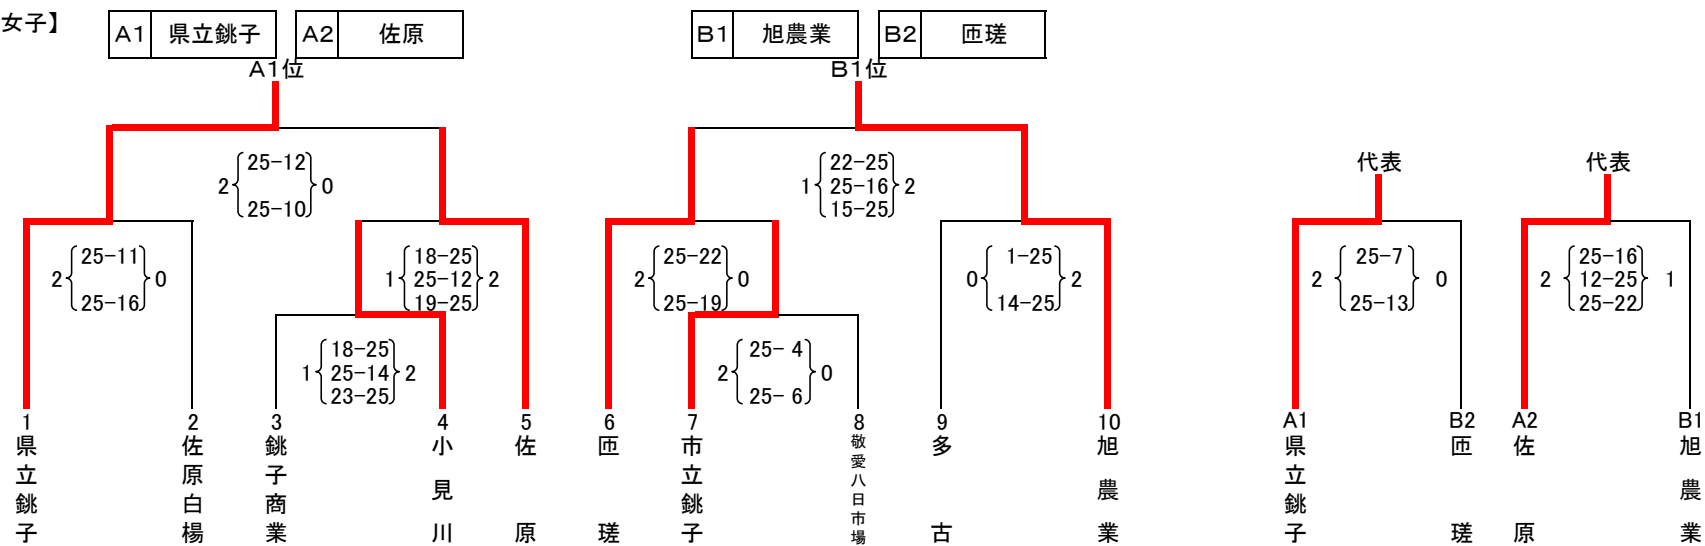 女子】
A1 県立銚子 A2 佐原 B1 旭農業 B2 匝瑳
A1位 B1位
代表 代表
2 25-12 0
25-10
1 22-25 2
25-16
15-25
2 25-11 0
25-16
1 18-25 2
25-12
19-25
2 25-22 0
25-19
0 1-25 2
14-25
2 25-7 0
25-13
2 25-16 1
12-25
25-22
1 18-25 2
25-14
23-25
2 25- 4 0
25- 6
1 県立銚子
2 佐原白楊
3 銚子商業
4 小見川
5 佐原
6 匝瑳
7 市立銚子
8 敬愛八日市場
9 多古
10 旭農業
A1 県立銚子
B2 匝瑳
A2 佐原
B1 旭農業